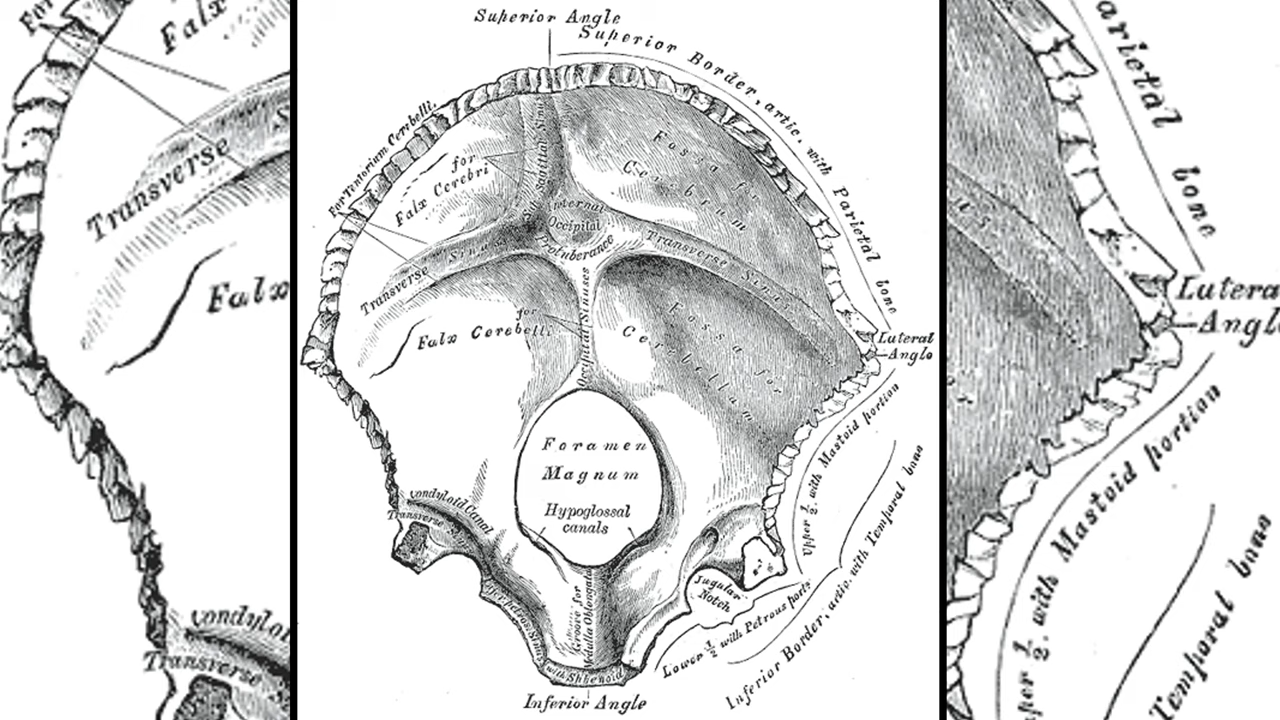 Falx
Transverse
Falx
Transverse
Superior Angle
Superior Border, artic. with Parietal bone
For Tentorium Cerebelli.
for
Falx Cerebri
Sagittal Sinus
Fossa for
Cerebrum
Internal
Occipital
Protuberance
Transverse Sinus
Transverse Sinus
for
Falx Cerebelli
Occipital Sinuses
Fossa for
Cerebellum
Lateral
Angle
Foramen
Magnum
Hypoglossal
canals
condyloid Canal
Transverse
Upper 1/2. with Mastoid portion
Jugular
Notch
Groove for
Medulla Oblongata
with Sphenoid
Lower 1/2 with Petrous part
Inferior Border, artic. with Temporal bone
Inferior Angle
arietal bone
Latera
Angl
per 1/2. with Mastoid portion
Temporal bone